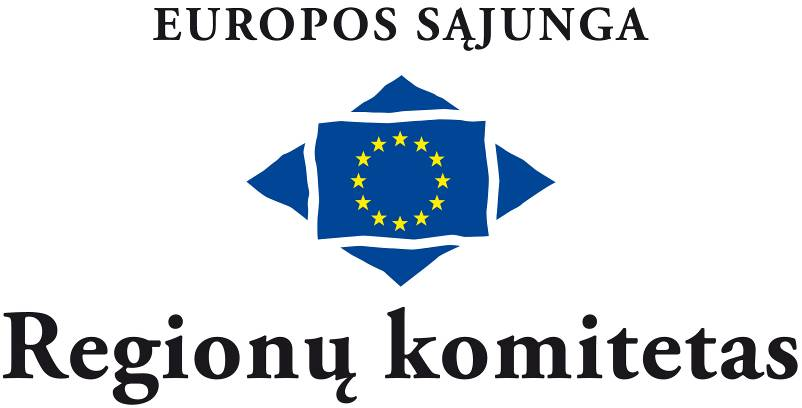 EUROPOS SĄJUNGA
Regionų komitetas